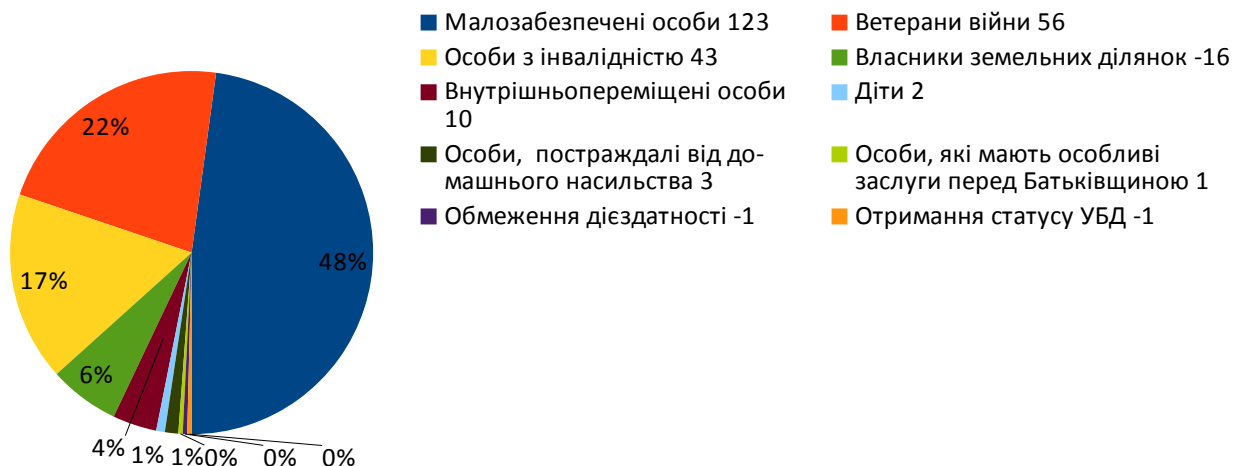 Малозабезпечені особи 123
Ветерани війни 56
Особи з інвалідністю 43
Власники земельних ділянок -16
Внутрішньопереміщені особи
10
Діти 2
Особи,  постраждалі від до-
машнього насильства 3
Особи, які мають особливі
заслуги перед Батьківщиною 1
Обмеження дієздатності -1
Отримання статусу УБД -1
22%
48%
17%
6%
4%
1%
1%
0%
0%
0%